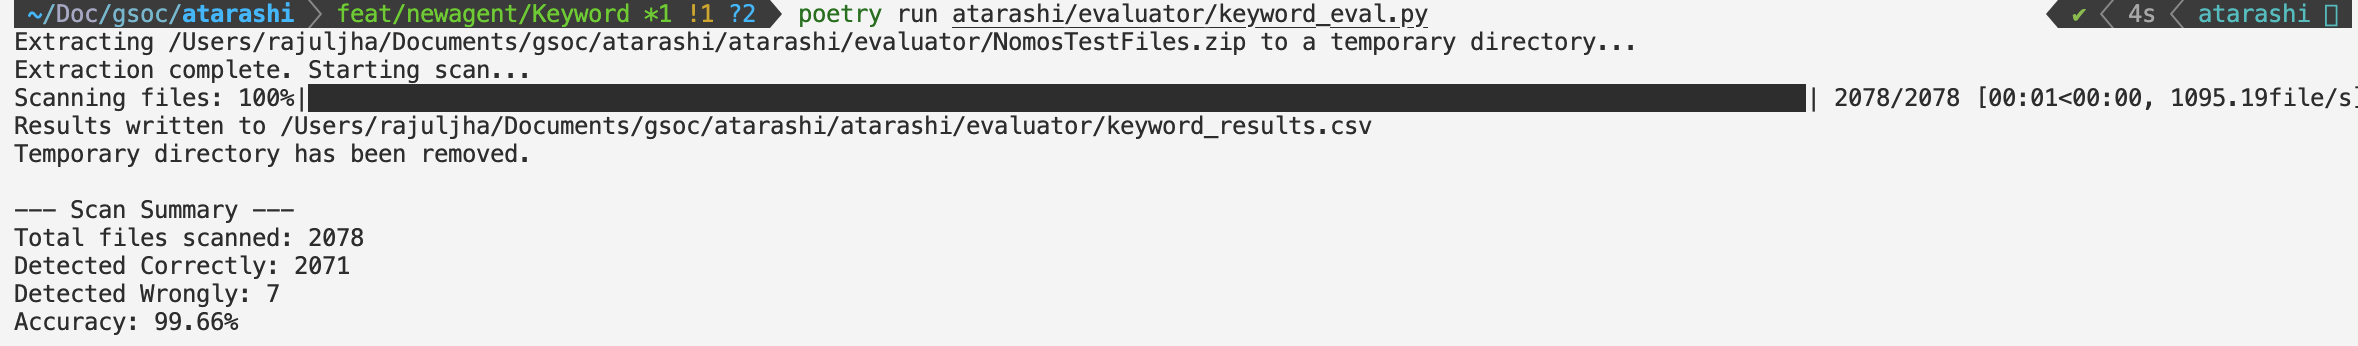 ~/Doc/gsoc/atarashi feat/newagent/Keyword *1 !1 ?2 poetry run atarashi/evaluator/keyword_eval.py ✔ 4s atarashi
Extracting /Users/rajuljha/Documents/gsoc/atarashi/atarashi/evaluator/NomosTestFiles.zip to a temporary directory...
Extraction complete. Starting scan...
Scanning files: 100%| | 2078/2078 [00:01<00:00, 1095.19file/s]
Results written to /Users/rajuljha/Documents/gsoc/atarashi/atarashi/evaluator/keyword_results.csv
Temporary directory has been removed.
--- Scan Summary ---
Total files scanned: 2078
Detected Correctly: 2071
Detected Wrongly: 7
Accuracy: 99.66%